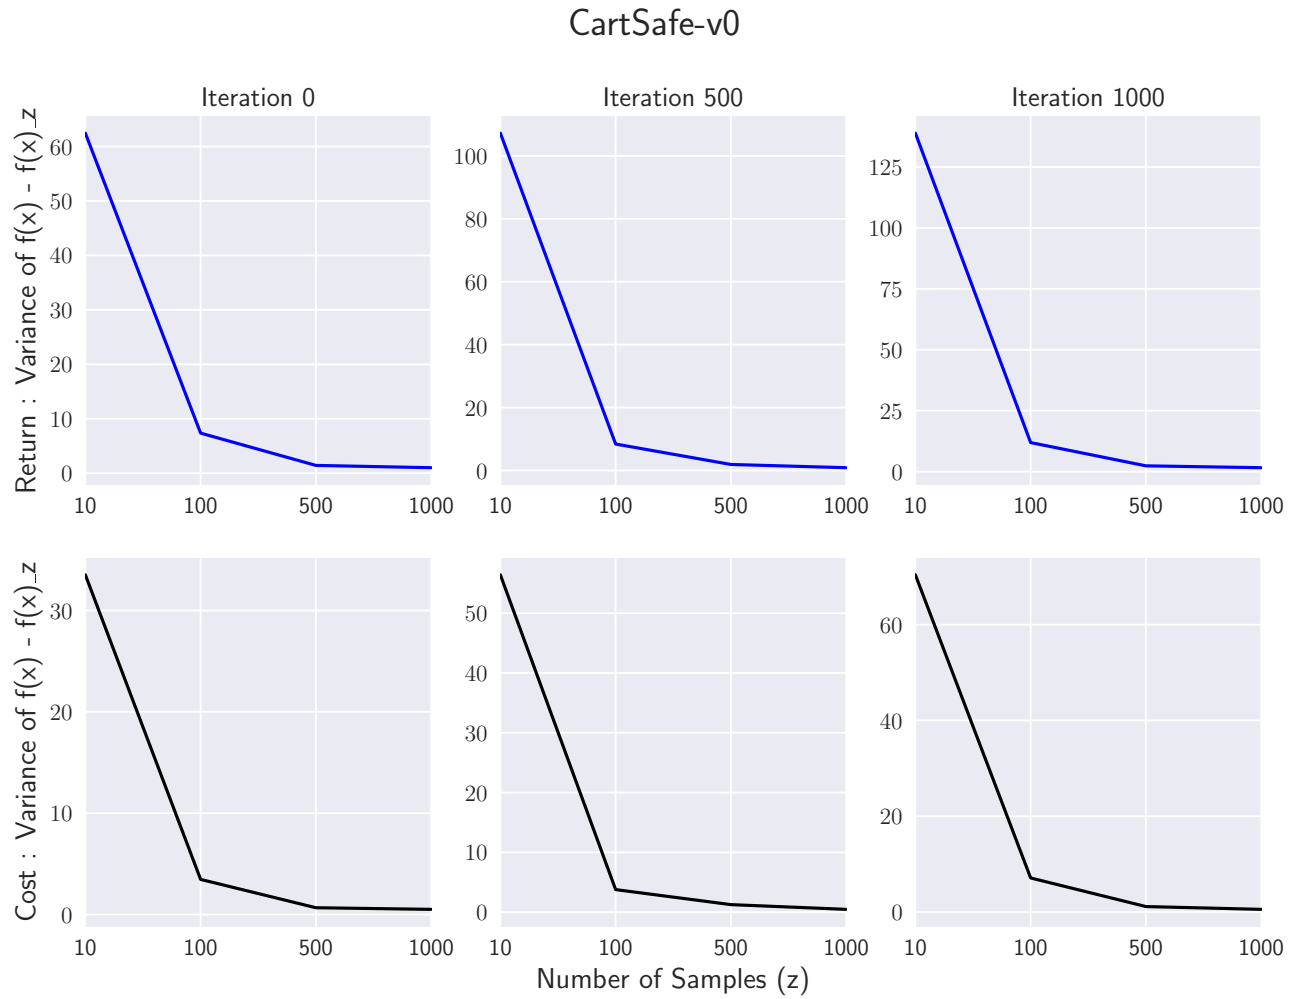 CartSafe-v0
Iteration 0
Iteration 500
Iteration 1000
Return : Variance of f(x) - f(x)_z
60
50
40
30
20
10
0
10 100 500 1000
100
80
60
40
20
0
10 100 500 1000
125
100
75
50
25
0
10 100 500 1000
Cost : Variance of f(x) - f(x)_z
30
20
10
0
10 100 500 1000
50
40
30
20
10
0
10 100 500 1000
60
40
20
0
10 100 500 1000
Number of Samples (z)